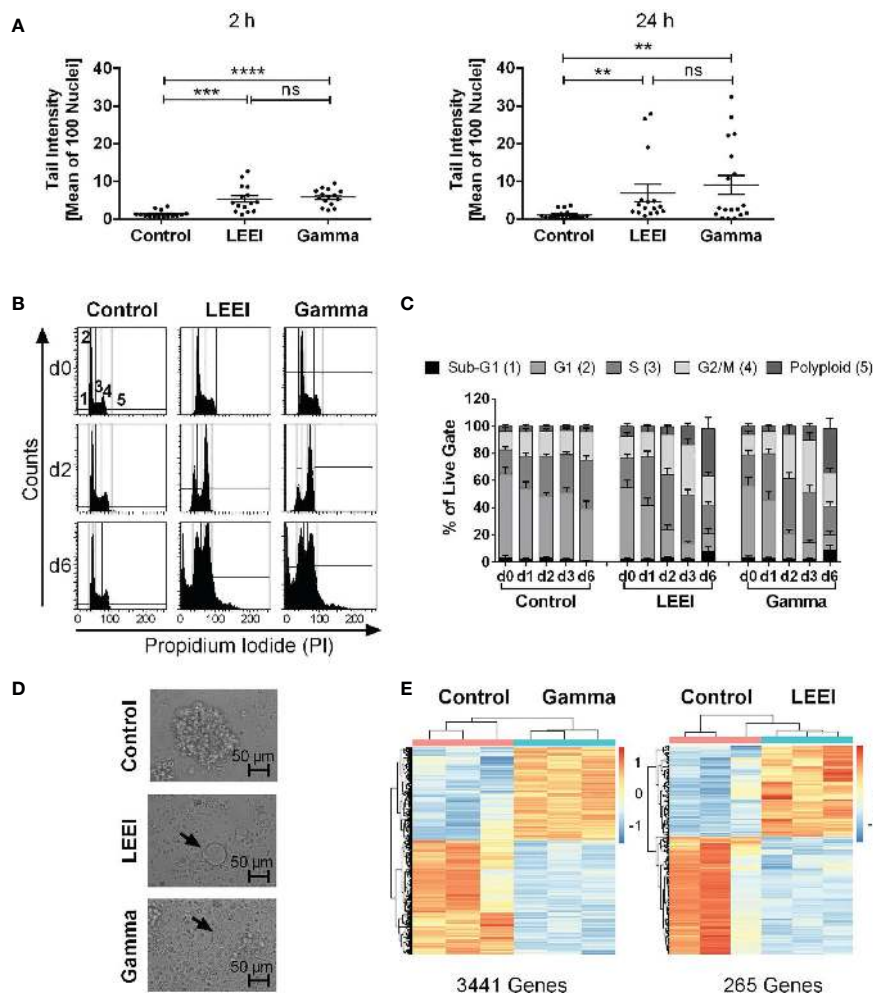 A
2 h
24 h
Tail Intensity
[Mean of 100 Nuclei]
40
30
20
10
0
****
***
ns
Control
LEEI
Gamma
Tail Intensity
[Mean of 100 Nuclei]
40
30
20
10
0
**
**
ns
Control
LEEI
Gamma
B
Control
LEEI
Gamma
Counts
d0
d2
d6
1
2
3
4
5
0 100 200
0 100 200
0 100 200
Propidium Iodide (PI)
C
Sub-G1 (1)
G1 (2)
S (3)
G2/M (4)
Polyploid (5)
% of Live Gate
120
100
80
60
40
20
0
d0 d1 d2 d3 d6
d0 d1 d2 d3 d6
d0 d1 d2 d3 d6
Control
LEEI
Gamma
D
Control
50 µm
LEEI
50 µm
Gamma
50 µm
E
Control
Gamma
1
0
-1
3441 Genes
Control
LEEI
1
0
-1
265 Genes